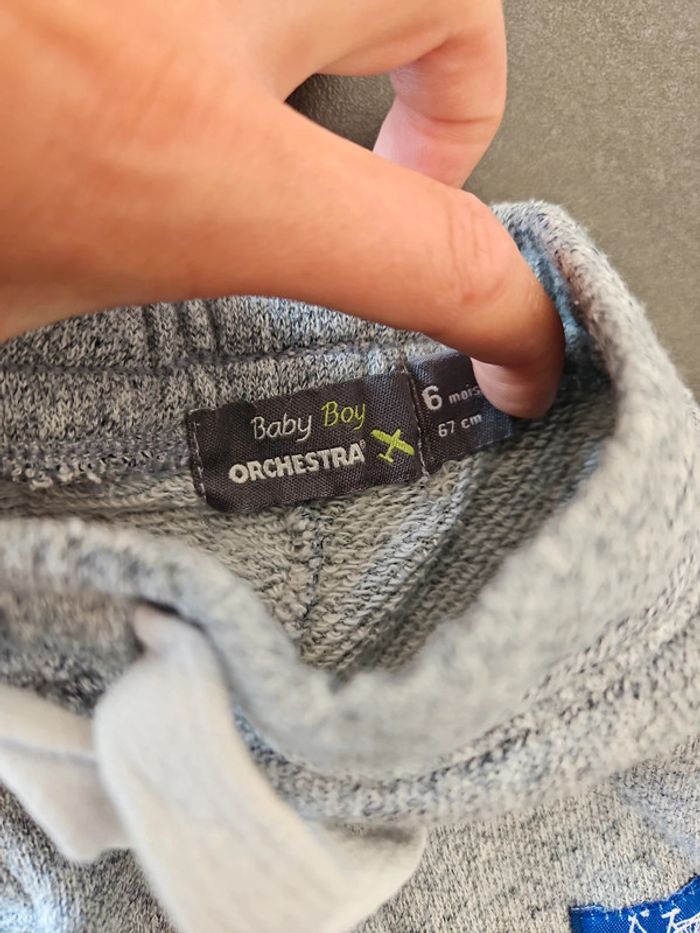 Baby Boy
ORCHESTRA®
6 mois
67 cm